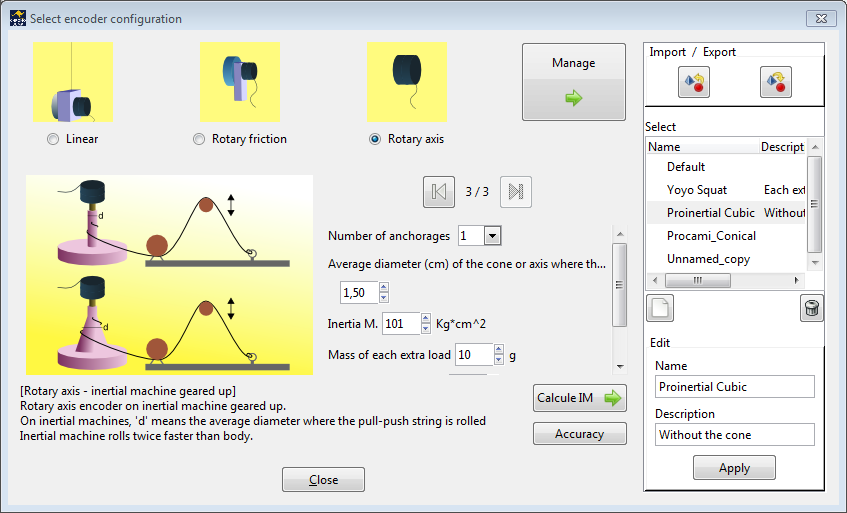 Select encoder configuration
Linear
Rotary friction
Rotary axis
Manage
3 / 3
d
d
Number of anchorages 1
Average diameter (cm) of the cone or axis where th...
1,50
Inertia M. 101 Kg*cm^2
Mass of each extra load 10 g
[Rotary axis - inertial machine geared up]
Rotary axis encoder on inertial machine geared up.
On inertial machines, 'd' means the average diameter where the pull-push string is rolled
Inertial machine rolls twice faster than body.
Calcule IM
Accuracy
Close
Import / Export
Select
Name Descript
Default
Yoyo Squat Each ext
Proinertial Cubic Without
Procami_Conical
Unnamed_copy
Edit
Name
Proinertial Cubic
Description
Without the cone
Apply